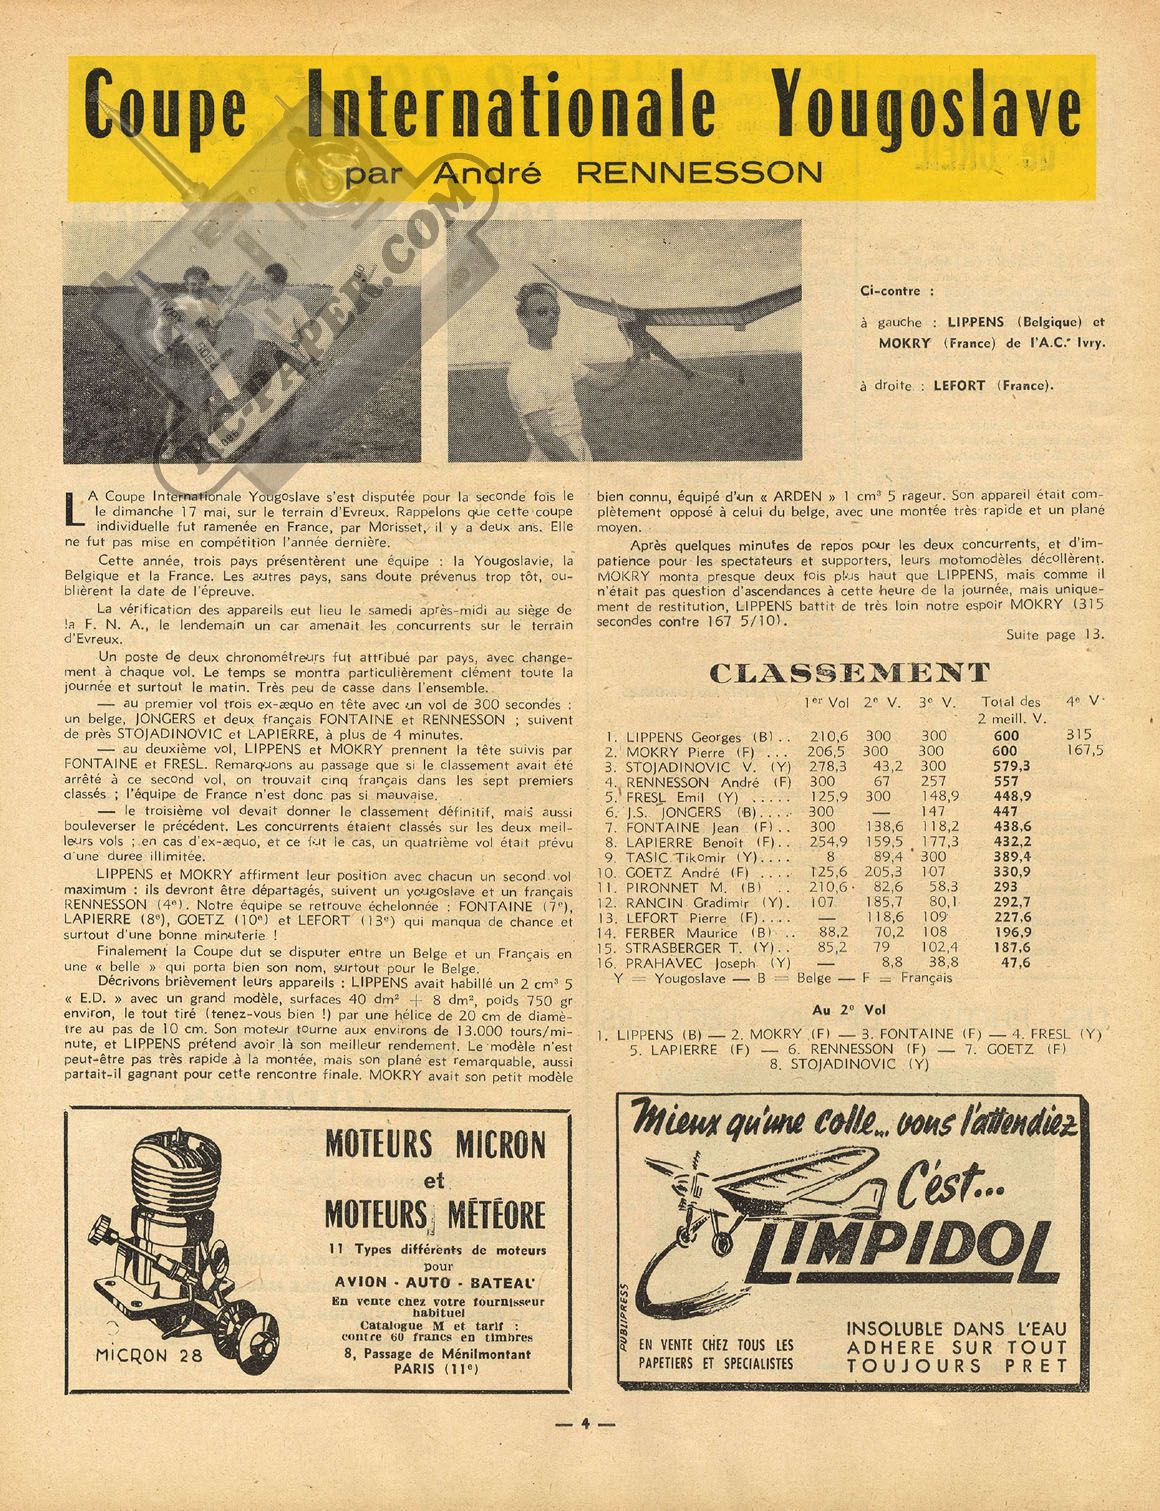 Coupe Internationale Yougoslave
par André RENNESSON
Ci-contre :
à gauche : LIPPENS (Belgique) et
MOKRY (France) de l'A.C. Ivry.
à droite : LEFORT (France).
TIC-PAPER.COM
LA Coupe Internationale Yougoslave s'est disputée pour la seconde fois le
le dimanche 17 mai, sur le terrain d'Evreux. Rappelons que cette coupe
individuelle fut ramenée en France, par Morisset, il y a deux ans. Elle
ne fut pas mise en compétition l'année dernière.
Cette année, trois pays présentèrent une équipe : la Yougoslavie, la
Belgique et la France. Les autres pays, sans doute prévenus trop tôt, ou-
blièrent la date de l'épreuve.
La vérification des appareils eut lieu le samedi après-midi au siège de
la F. N. A., le lendemain un car amenait les concurrents sur le terrain
d'Evreux.
Un poste de deux chronométreurs fut attribué par pays, avec change-
ment à chaque vol. Le temps se montra particulièrement clément toute la
journée et surtout le matin. Très peu de casse dans l'ensemble.
— au premier vol trois ex-æquo en tête avec un vol de 300 secondes :
un belge, JONGERS et deux français FONTAINE et RENNESSON ; suivent
de près STOJADINOVIC et LAPIERRE, à plus de 4 minutes.
— au deuxième vol, LIPPENS et MOKRY prennent la tête suivis par
FONTAINE et FRESL. Remarquons au passage que si le classement avait été
arrêté à ce second vol, on trouvait cinq français dans les sept premiers
classés ; l'équipe de France n'est donc pas si mauvaise.
— le troisième vol devait donner le classement définitif, mais aussi
bouleverser le précédent. Les concurrents étaient classés sur les deux meil-
leurs vols ; en cas d'ex-æquo, et ce fut le cas, un quatrième vol était prévu
d'une durée illimitée.
LIPPENS et MOKRY affirment leur position avec chacun un second vol
maximum : ils devront être départagés, suivent un yougoslave et un français
RENNESSON (4e). Notre équipe se retrouve échelonnée : FONTAINE (7e),
LAPIERRE (8e), GOETZ (10e) et LEFORT (13e) qui manqua de chance et
surtout d'une bonne minuterie !
Finalement la Coupe dut se disputer entre un Belge et un Français en
une « belle » qui porta bien son nom, surtout pour le Belge.
Décrivons brièvement leurs appareils : LIPPENS avait habillé un 2 cm³ 5
« E.D. » avec un grand modèle, surfaces 40 dm² + 8 dm², poids 750 gr
environ, le tout tiré (tenez-vous bien !) par une hélice de 20 cm de diamè-
tre au pas de 10 cm. Son moteur tourne aux environs de 13.000 tours/mi-
nute, et LIPPENS prétend avoir là son meilleur rendement. Le modèle n'est
peut-être pas très rapide à la montée, mais son plané est remarquable, aussi
partait-il gagnant pour cette rencontre finale. MOKRY avait son petit modèle
bien connu, équipé d'un « ARDEN » 1 cm³ 5 rageur. Son appareil était com-
plètement opposé à celui du belge, avec une montée très rapide et un plané
moyen.
Après quelques minutes de repos pour les deux concurrents, et d'im-
patience pour les spectateurs et supporters, leurs motomodèles décollèrent.
MOKRY monta presque deux fois plus haut que LIPPENS, mais comme il
n'était pas question d'ascendances à cette heure de la journée, mais unique-
ment de restitution, LIPPENS battit de très loin notre espoir MOKRY (315
secondes contre 167 5/10).
Suite page 13.
CLASSEMENT
1er Vol 2e V. 3e V. Total des 4e V.
2 meill. V.
1. LIPPENS Georges (B) .. 210,6 300 300 600 315
2. MOKRY Pierre (F) ... 206,5 300 300 600 167,5
3. STOJADINOVIC V. (Y) 278,3 43,2 300 579,3
4. RENNESSON André (F) 300 67 257 557
5. FRESL Emil (Y) ..... 125,9 300 148,9 448,9
6. J.S. JONGERS (B).... 300 — 147 447
7. FONTAINE Jean (F).. 300 138,6 118,2 438,6
8. LAPIERRE Benoit (F).. 254,9 159,5 177,3 432,2
9. TASIC Tikomir (Y).... 8 89,4 300 389,4
10. GOETZ André (F) .... 125,6 205,3 107 330,9
11. PIRONNET M. (B) .. 210,6 82,6 58,3 293
12. RANCIN Gradimir (Y). 107 185,7 80,1 292,7
13. LEFORT Pierre (F).... — 118,6 109 227,6
14. FERBER Maurice (B) .. 88,2 70,2 108 196,9
15. STRASBERGER T. (Y).. 85,2 79 102,4 187,6
16. PRAHAVEC Joseph (Y) — 8,8 38,8 47,6
Y = Yougoslave — B = Belge — F = Français
Au 2e Vol
1. LIPPENS (B) — 2. MOKRY (F) — 3. FONTAINE (F) — 4. FRESL (Y)
5. LAPIERRE (F) — 6. RENNESSON (F) — 7. GOETZ (F)
8. STOJADINOVIC (Y)
MOTEURS MICRON
et
MOTEURS MÉTÉORE
11 Types différents de moteurs
pour
AVION - AUTO - BATEAU
En vente chez votre fournisseur
habituel
Catalogue M et tarif :
contre 60 francs en timbres
8, Passage de Ménilmontant
PARIS (11e)
MICRON 28
Mieux qu'une colle... vous l'attendiez
C'est...
LIMPIDOL
PUBLIPRESS
EN VENTE CHEZ TOUS LES
PAPETIERS ET SPECIALISTES
INSOLUBLE DANS L'EAU
ADHERE SUR TOUT
TOUJOURS PRET
— 4 —